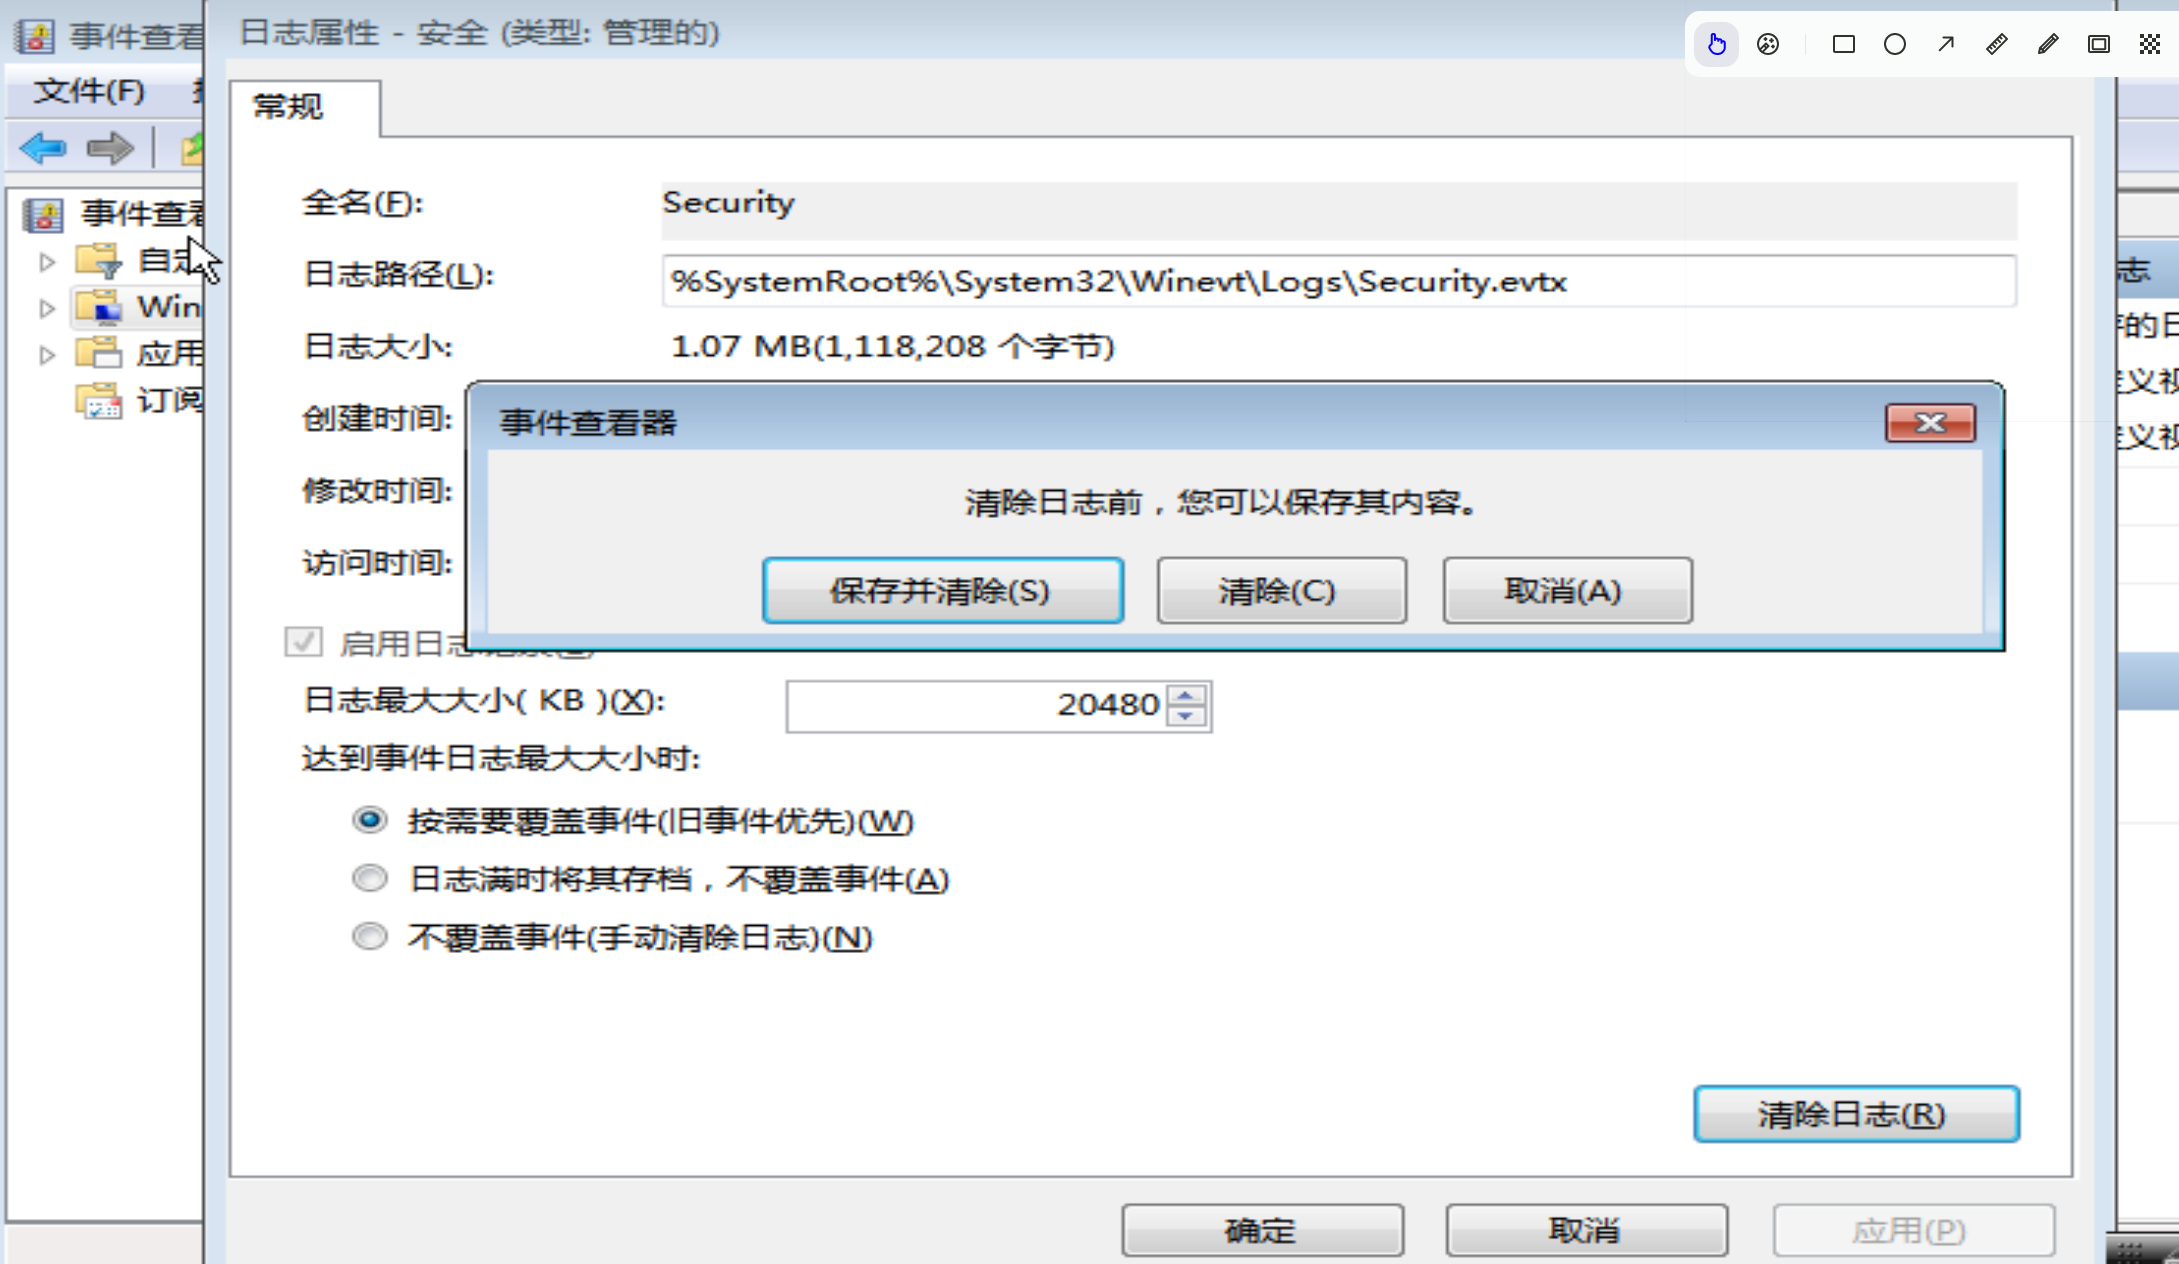 日志属性 - 安全 (类型: 管理的)
事件查看
文件(F)
常规
事件查看
自定
Win
应用
订阅
全名(F):
Security
日志路径(L):
%SystemRoot%\System32\Winevt\Logs\Security.evtx
日志大小:
1.07 MB(1,118,208 个字节)
创建时间:
修改时间:
访问时间:
事件查看器
清除日志前，您可以保存其内容。
保存并清除(S)
清除(C)
取消(A)
启用日志
日志最大大小( KB )(X):
20480
达到事件日志最大大小时:
按需要覆盖事件(旧事件优先)(W)
日志满时将其存档，不覆盖事件(A)
不覆盖事件(手动清除日志)(N)
清除日志(R)
确定
取消
应用(P)
志
的日
义视
义视